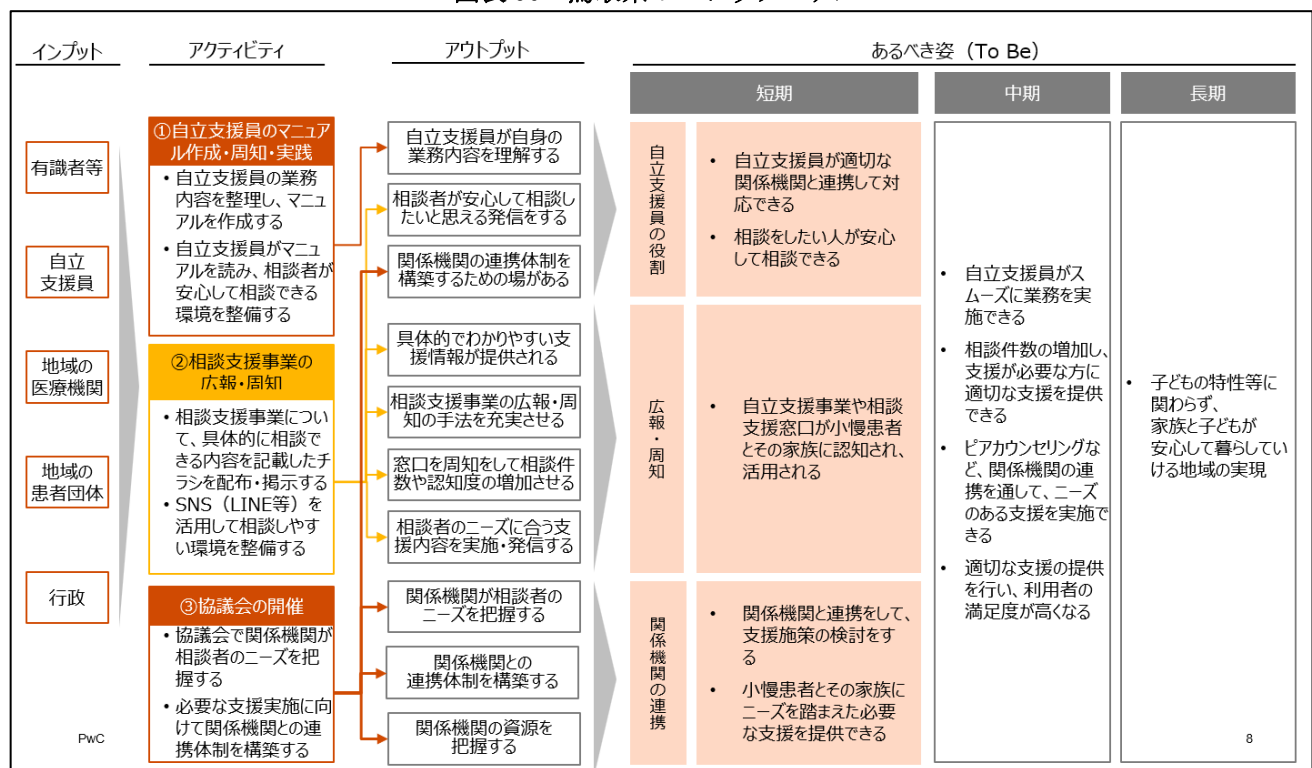 インプット
アクティビティ
アウトプット
あるべき姿（To Be）
短期
中期
長期
有識者等
自立
支援員
地域の
医療機関
地域の
患者団体
行政
①自立支援員のマニュア
ル作成・周知・実践
• 自立支援員の業務
内容を整理し、マニュ
アルを作成する
• 自立支援員がマニュ
アルを読み、相談者が
安心して相談できる
環境を整備する
②相談支援事業の
広報・周知
• 相談支援事業につい
て、具体的に相談で
きる内容を記載したチ
ラシを配布・掲示する
• SNS（LINE等）を
活用して相談しやす
い環境を整備する
③協議会の開催
• 協議会で関係機関が
相談者のニーズを把
握する
• 必要な支援実施に向
けて関係機関との連
携体制を構築する
自立支援員が自身の
業務内容を理解する
相談者が安心して相談し
たいと思える発信をする
関係機関の連携体制を
構築するための場がある
具体的でわかりやすい支
援情報が提供される
相談支援事業の広報・周
知の手法を充実させる
窓口を周知をして相談件
数や認知度の増加させる
相談者のニーズに合う支
援内容を実施・発信する
関係機関が相談者の
ニーズを把握する
関係機関との
連携体制を構築する
関係機関の資源を
把握する
自立支援員の役割
• 自立支援員が適切な
関係機関と連携して対
応できる
• 相談をしたい人が安心
して相談できる
広報・周知
• 自立支援事業や相談
支援窓口が小慢患者
とその家族に認知され、
活用される
関係機関の連携
• 関係機関と連携をして、
支援施策の検討をす
る
• 小慢患者とその家族に
ニーズを踏まえた必要
な支援を提供できる
• 自立支援員がス
ムーズに業務を実
施できる
• 相談件数の増加し、
支援が必要な方に
適切な支援を提供
できる
• ピアカウンセリングな
ど、関係機関の連
携を通して、ニーズ
のある支援を実施で
きる
• 適切な支援の提供
を行い、利用者の
満足度が高くなる
• 子どもの特性等に
関わらず、
家族と子どもが
安心して暮らしてい
ける地域の実現
PwC
8